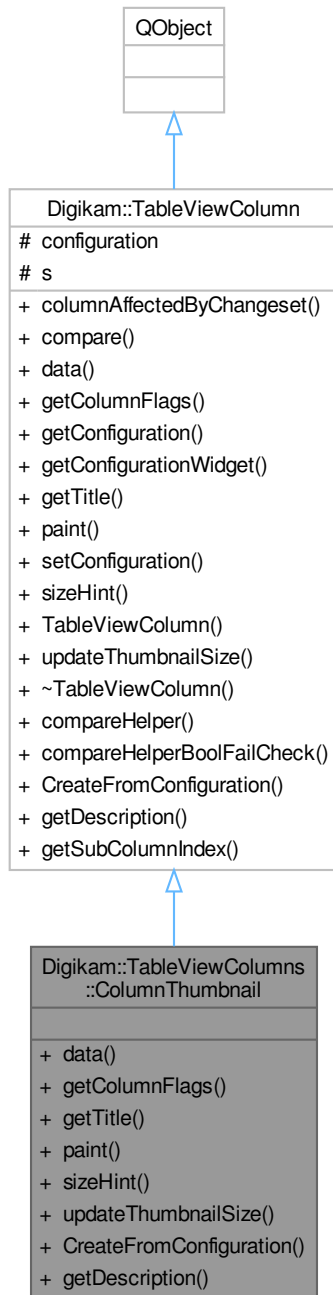 QObject
Digikam::TableViewColumn
# configuration
# s
+ columnAffectedByChangeset()
+ compare()
+ data()
+ getColumnFlags()
+ getConfiguration()
+ getConfigurationWidget()
+ getTitle()
+ paint()
+ setConfiguration()
+ sizeHint()
+ TableViewColumn()
+ updateThumbnailSize()
+ ~TableViewColumn()
+ compareHelper()
+ compareHelperBoolFailCheck()
+ CreateFromConfiguration()
+ getDescription()
+ getSubColumnIndex()
Digikam::TableViewColumns
::ColumnThumbnail
+ data()
+ getColumnFlags()
+ getTitle()
+ paint()
+ sizeHint()
+ updateThumbnailSize()
+ CreateFromConfiguration()
+ getDescription()